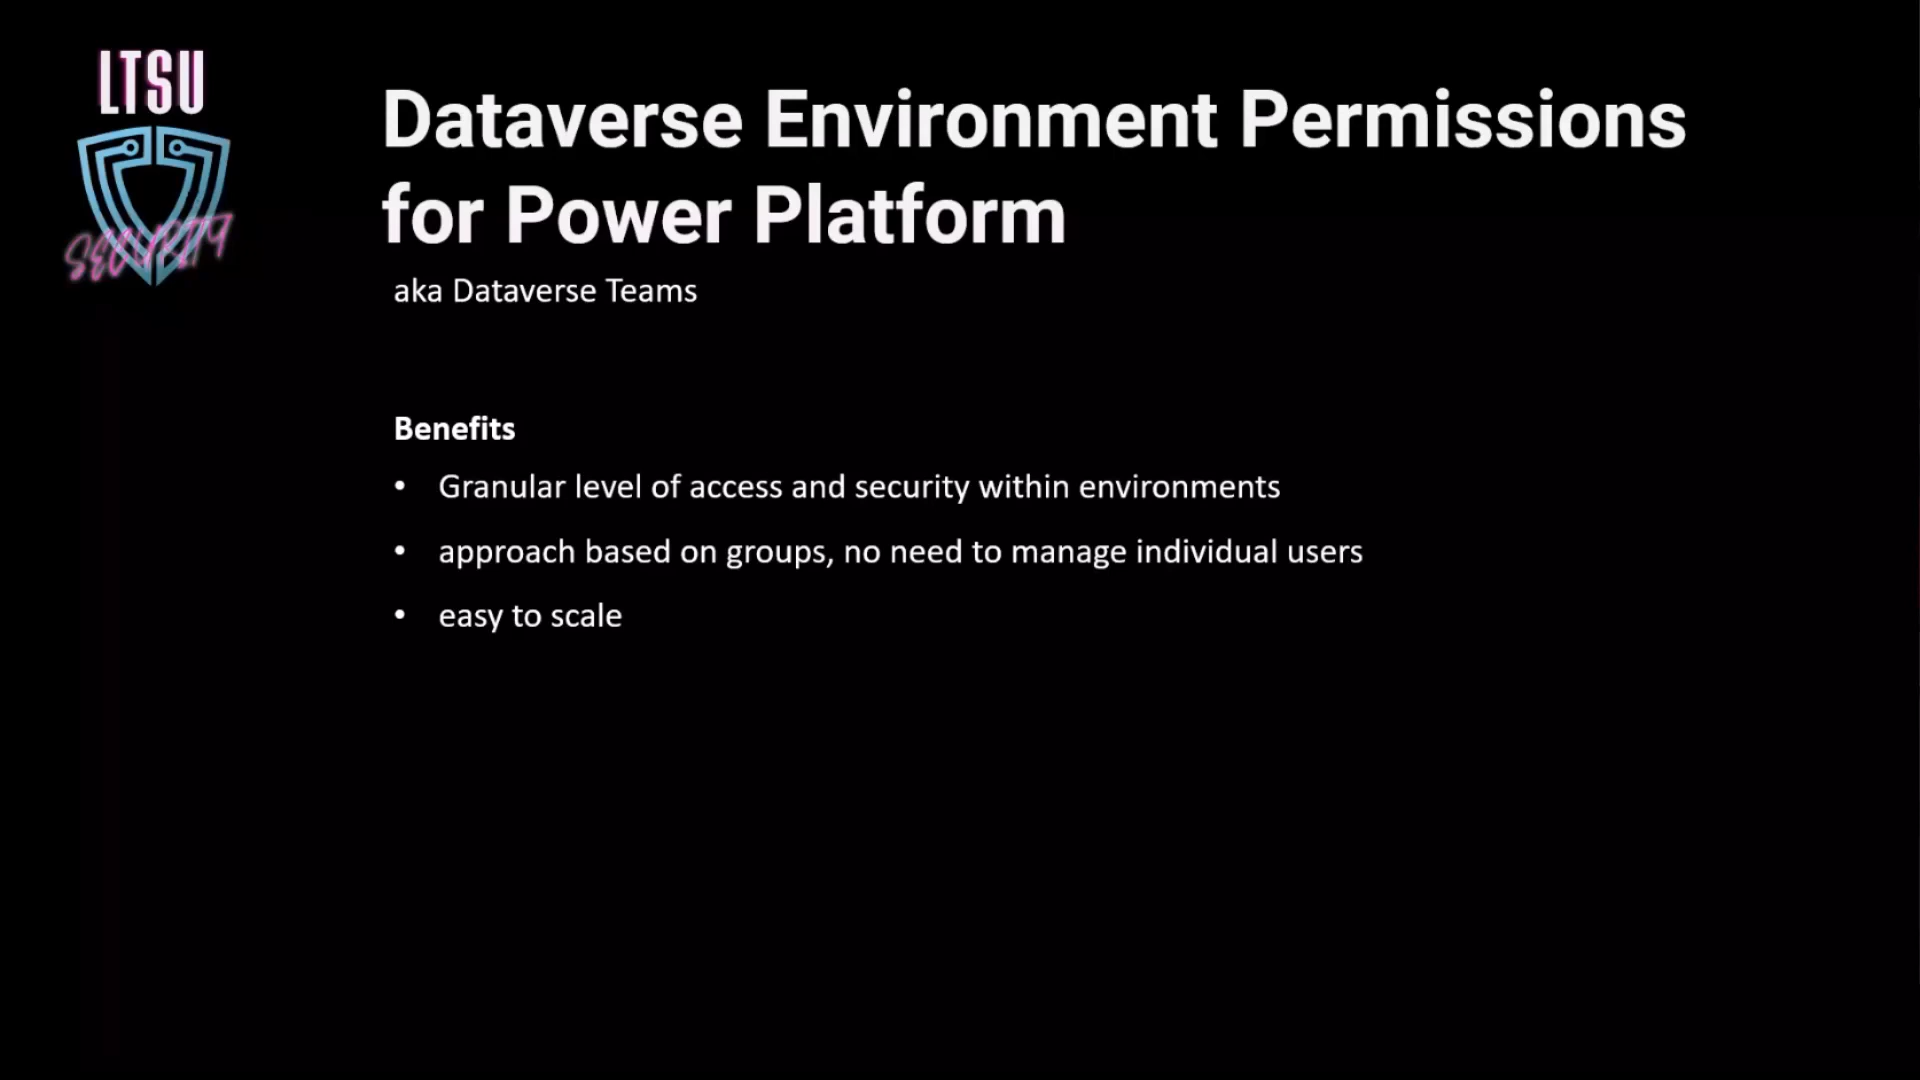 LTSU
SECURITY
Dataverse Environment Permissions
for Power Platform
aka Dataverse Teams
Benefits
• Granular level of access and security within environments
• approach based on groups, no need to manage individual users
• easy to scale